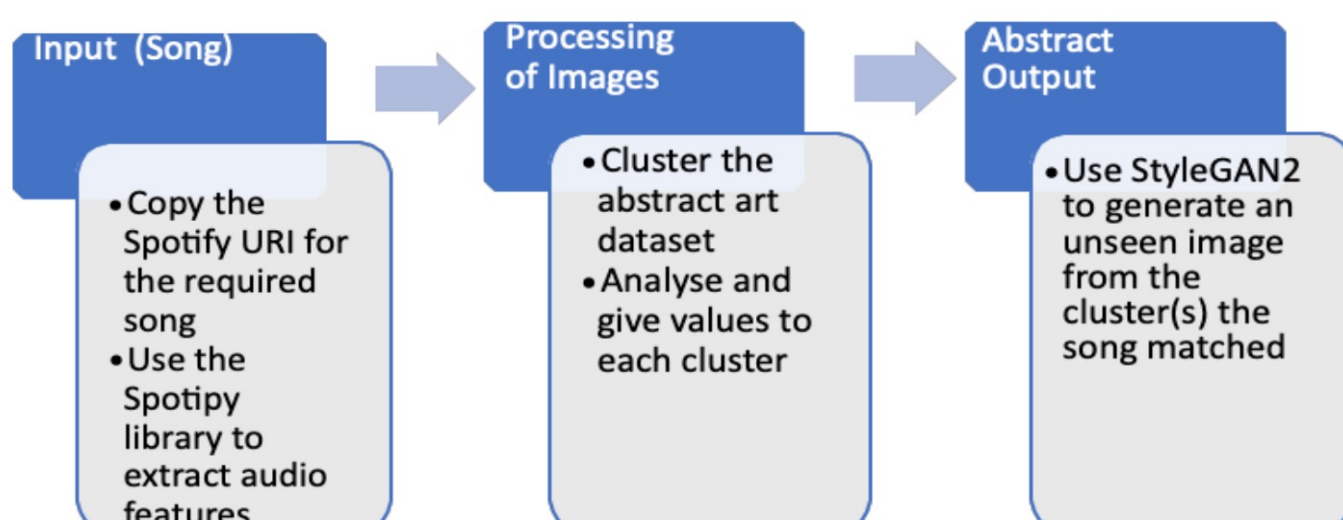 Input (Song)
• Copy the
Spotify URI for
the required
song
• Use the
Spotipy
library to
extract audio
features
Processing
of Images
• Cluster the
abstract art
dataset
• Analyse and
give values to
each cluster
Abstract
Output
• Use StyleGAN2
to generate an
unseen image
from the
cluster(s) the
song matched